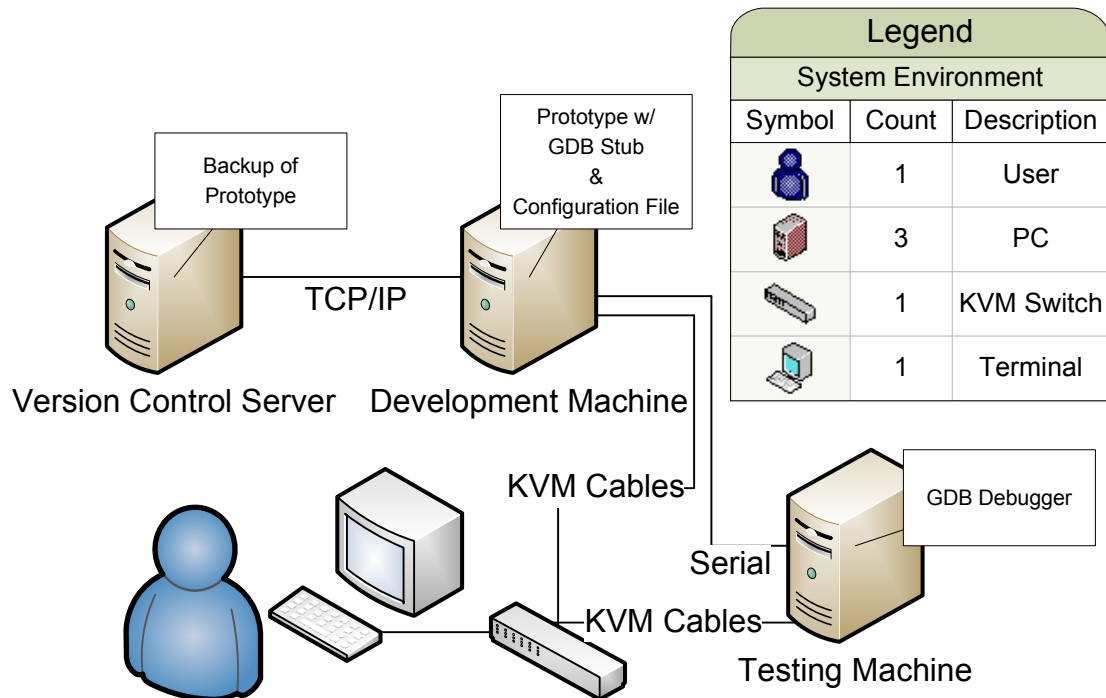 Legend
System Environment
Symbol Count Description
1 User
3 PC
1 KVM Switch
1 Terminal
Backup of
Prototype
Prototype w/
GDB Stub
&
Configuration File
TCP/IP
Version Control Server
Development Machine
KVM Cables
GDB Debugger
Serial
KVM Cables
Testing Machine